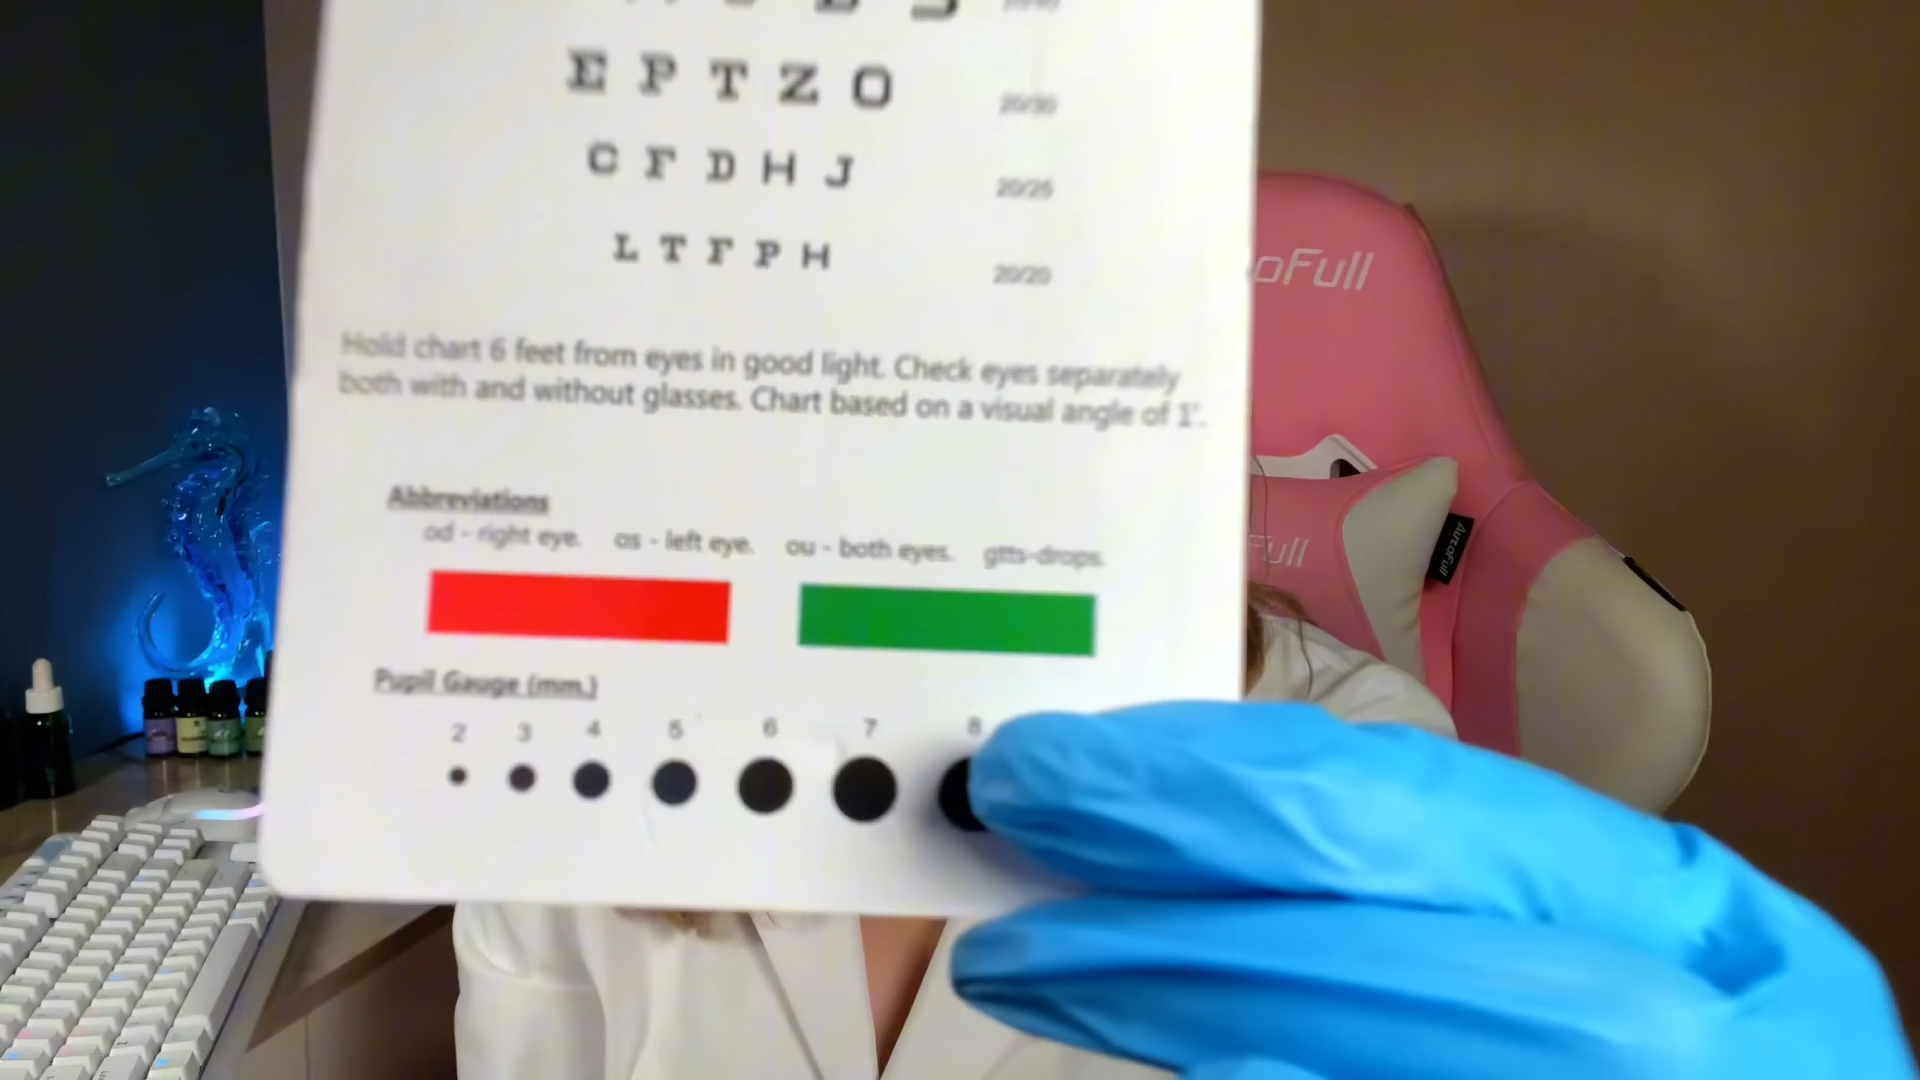 E P T Z O 20/30
C F D H J 20/25
L T F P H 20/20
Hold chart 6 feet from eyes in good light. Check eyes separately
both with and without glasses. Chart based on a visual angle of 1'.
Abbreviations
od - right eye. os - left eye. ou - both eyes. gtts-drops.
Pupil Gauge (mm.)
2 3 4 5 6 7 8
oFull
Full
AutoFull